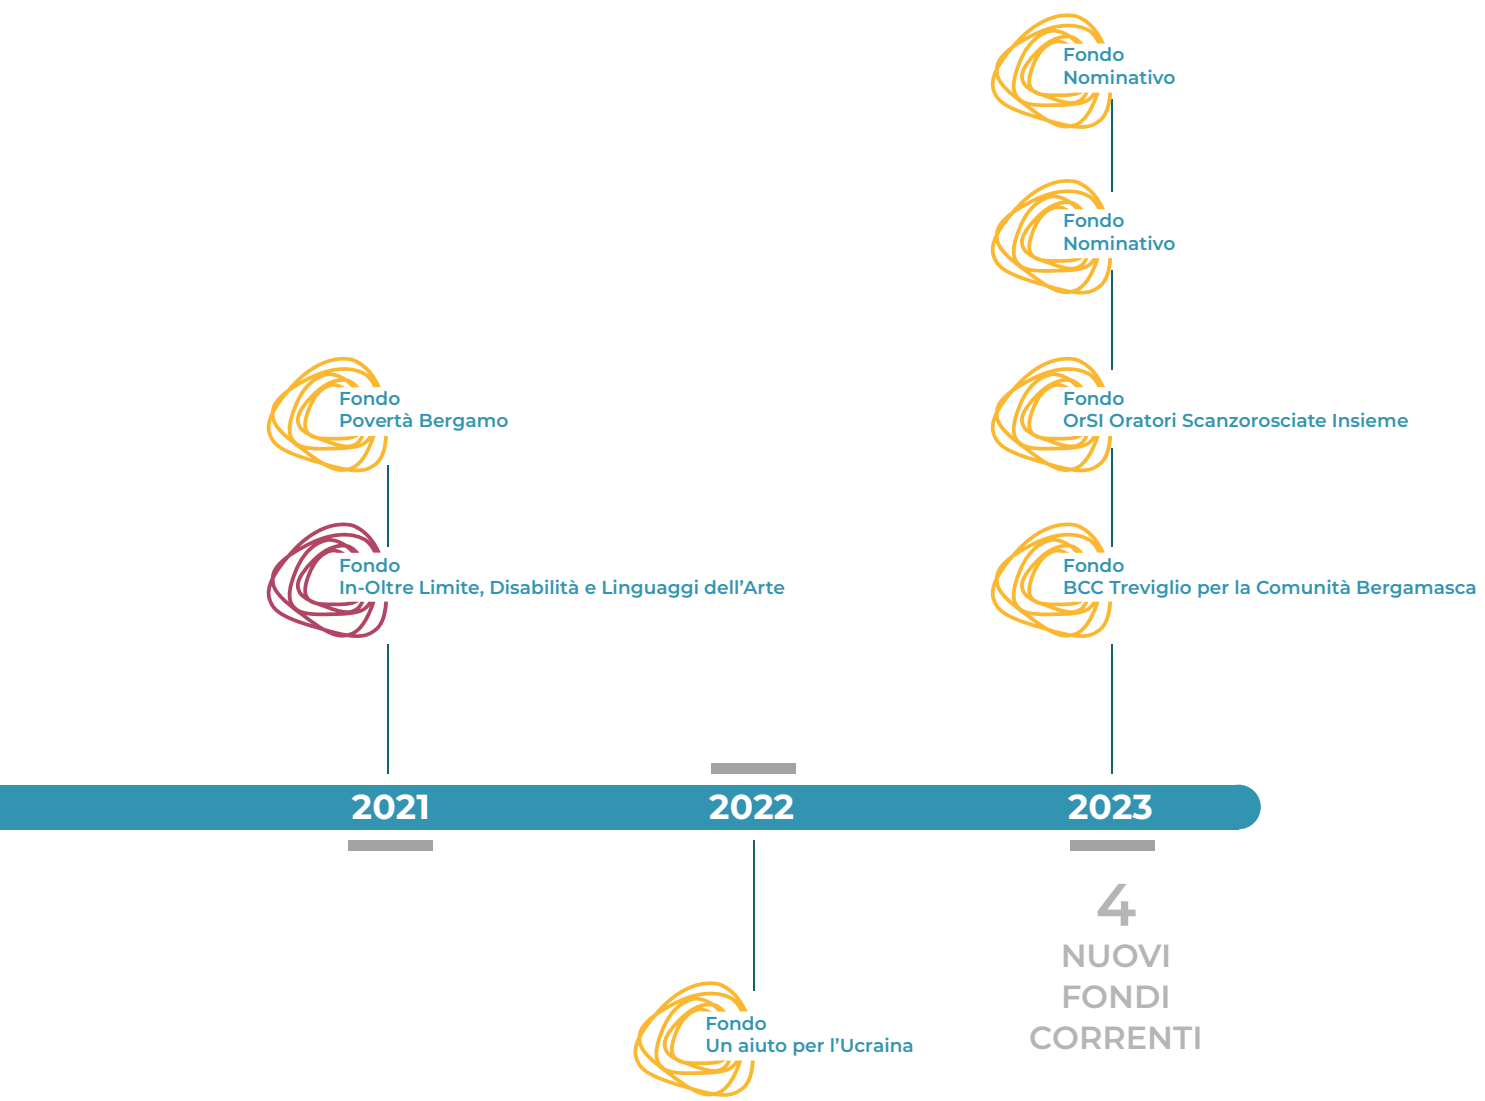 Fondo
Nominativo
Fondo
Nominativo
Fondo
Povertà Bergamo
Fondo
OrSI Oratori Scanzorosciate Insieme
Fondo
In-Oltre Limite, Disabilità e Linguaggi dell’Arte
Fondo
BCC Treviglio per la Comunità Bergamasca
2021
2022
2023
4
NUOVI
FONDI
CORRENTI
Fondo
Un aiuto per l’Ucraina